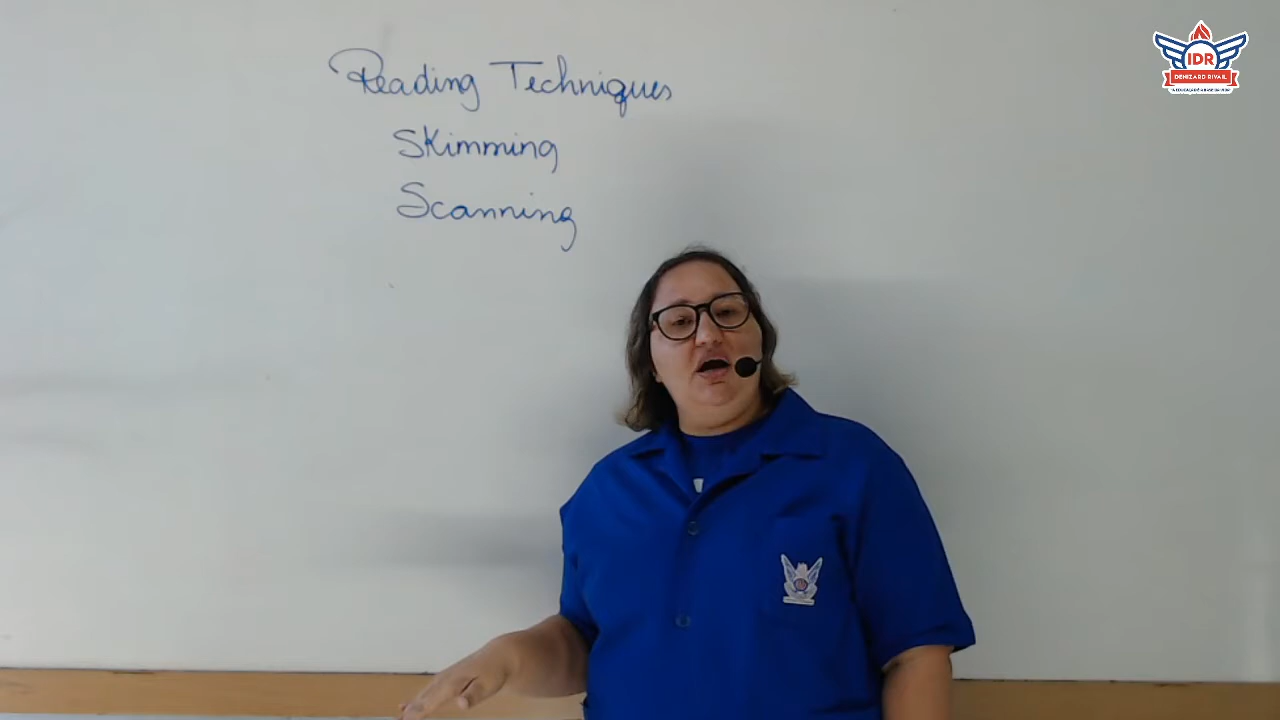 Reading Techniques
Skimming
Scanning
IDR
DENIZARD RIVAIL